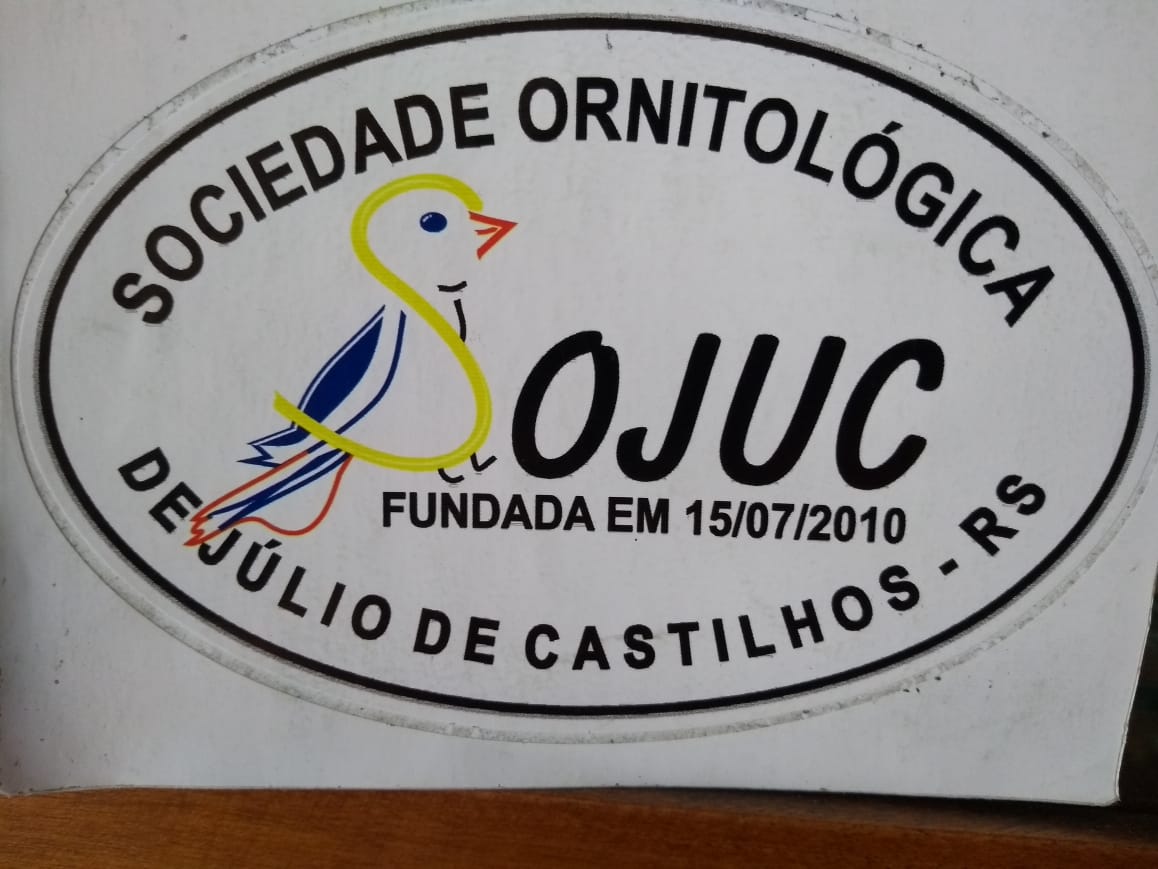 SOCIEDADE ORNITOLÓGICA
SOJUC
FUNDADA EM 15/07/2010
DE JÚLIO DE CASTILHOS - RS